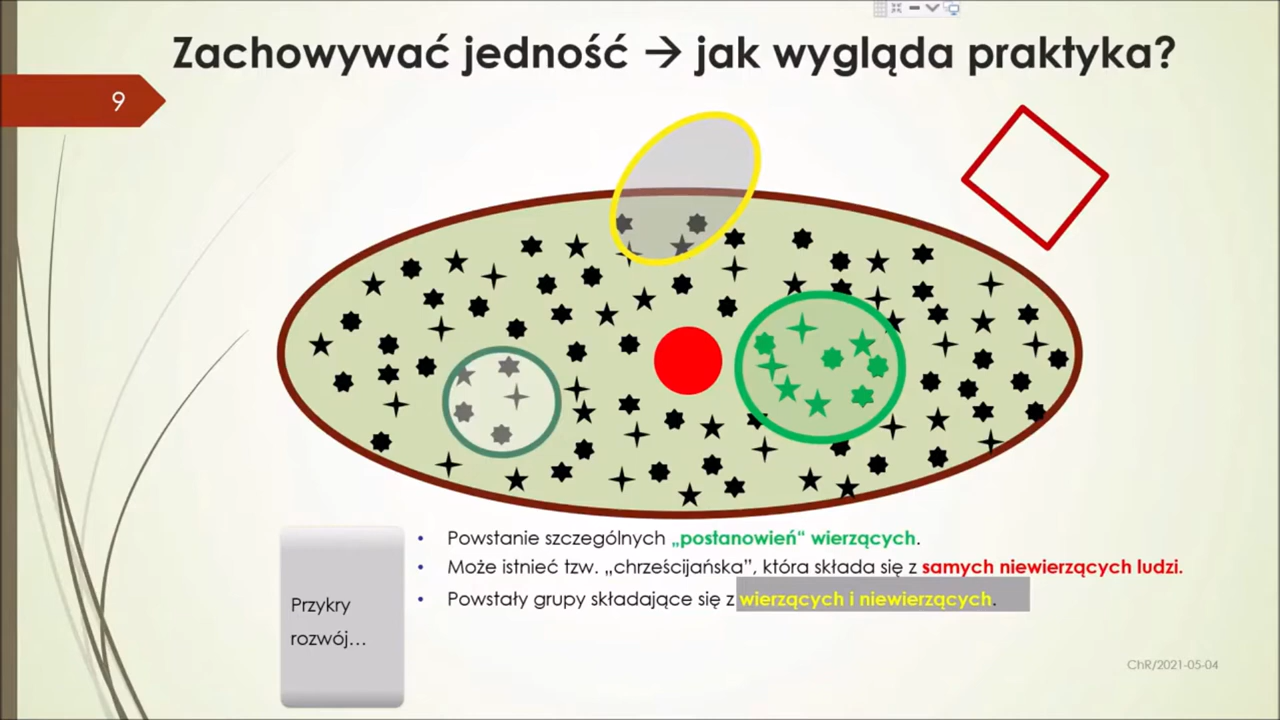 Zachowywać jedność → jak wygląda praktyka?
9
Przykry
rozwój...
• Powstanie szczególnych „postanowień“ wierzących.
• Może istnieć tzw. „chrześcijańska”, która składa się z samych niewierzących ludzi.
• Powstały grupy składające się z wierzących i niewierzących.
ChR/2021-05-04